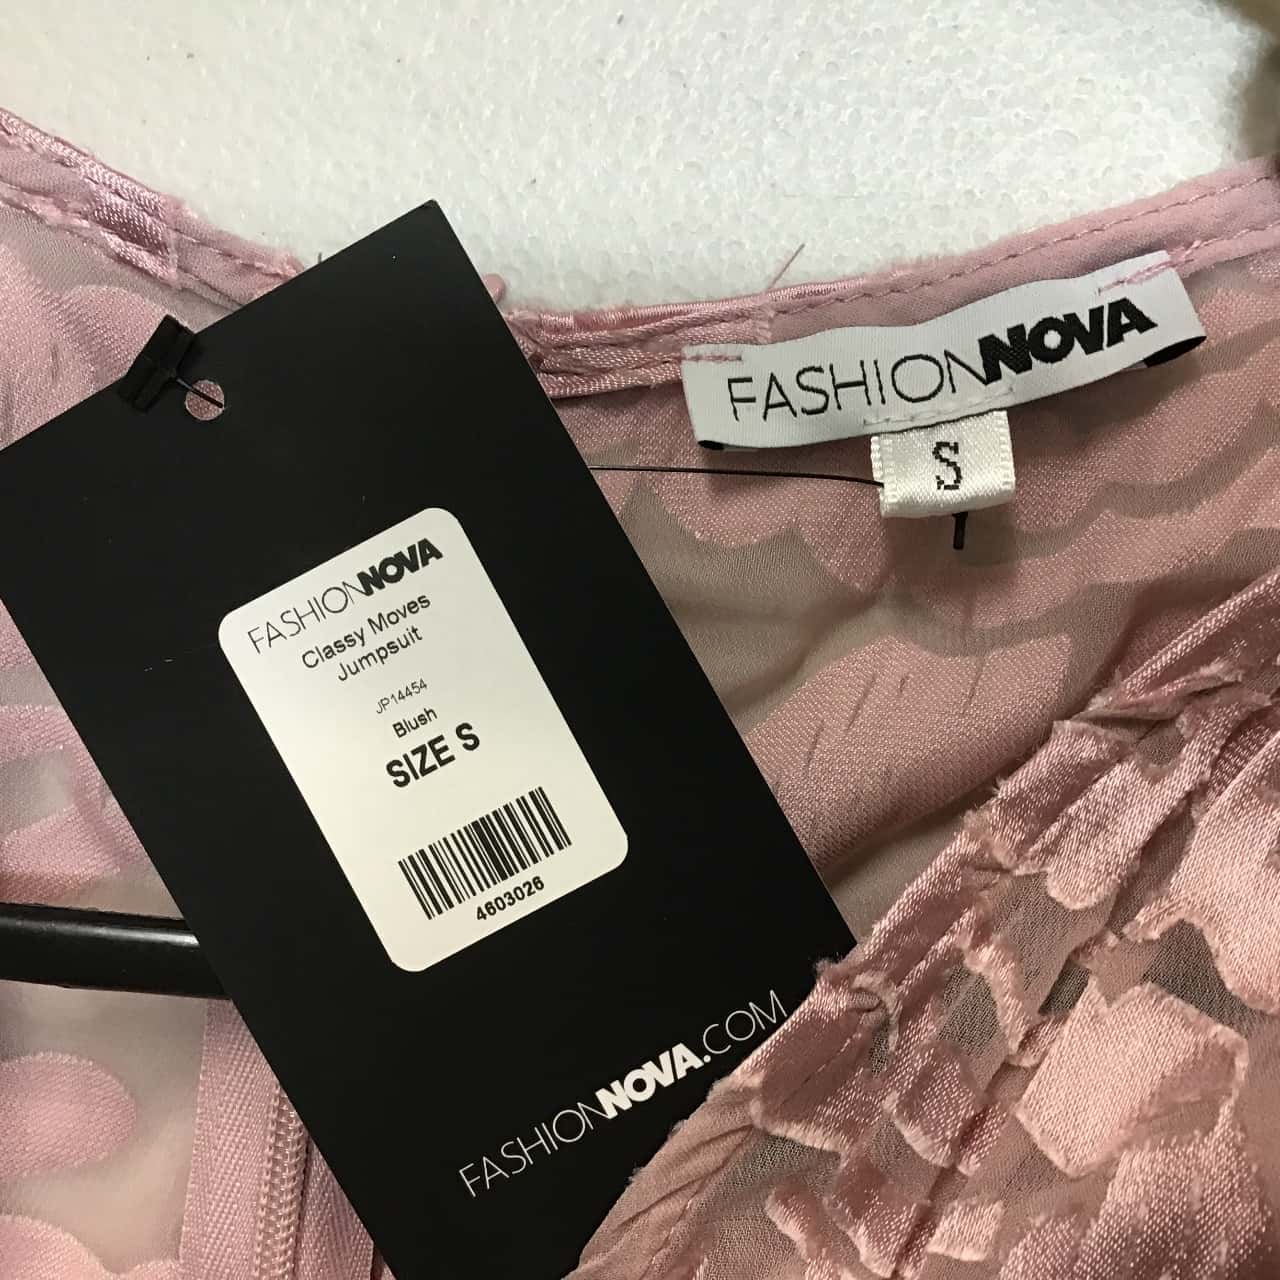 FASHIONNOVA
S
FASHIONNOVA
Classy Moves
Jumpsuit
JP14454
Blush
SIZE S
4603026
FASHIONNOVA.COM